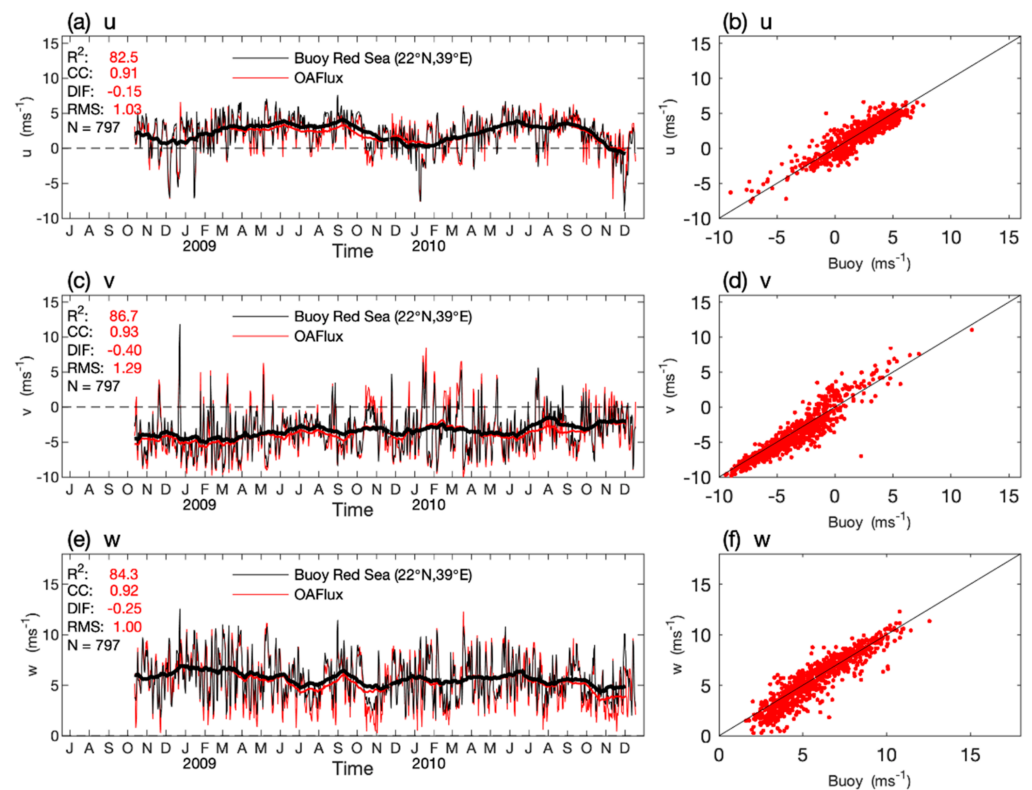 (a) u
R²: 82.5
CC: 0.91
DIF: -0.15
RMS: 1.03
N = 797
Buoy Red Sea (22°N,39°E)
OAFlux
15
10
5
0
-5
-10
u (ms⁻¹)
J A S O N D J F M A M J J A S O N D J F M A M J J A S O N D
2009 2010
Time
(b) u
15
10
5
0
-5
-10
u (ms⁻¹)
-10 -5 0 5 10 15
Buoy (ms⁻¹)
(c) v
R²: 86.7
CC: 0.93
DIF: -0.40
RMS: 1.29
N = 797
Buoy Red Sea (22°N,39°E)
OAFlux
15
10
5
0
-5
-10
v (ms⁻¹)
J A S O N D J F M A M J J A S O N D J F M A M J J A S O N D
2009 2010
Time
(d) v
15
10
5
0
-5
-10
v (ms⁻¹)
-10 -5 0 5 10 15
Buoy (ms⁻¹)
(e) w
R²: 84.3
CC: 0.92
DIF: -0.25
RMS: 1.00
N = 797
Buoy Red Sea (22°N,39°E)
OAFlux
15
10
5
0
w (ms⁻¹)
J A S O N D J F M A M J J A S O N D J F M A M J J A S O N D
2009 2010
Time
(f) w
15
10
5
0
w (ms⁻¹)
0 5 10 15
Buoy (ms⁻¹)